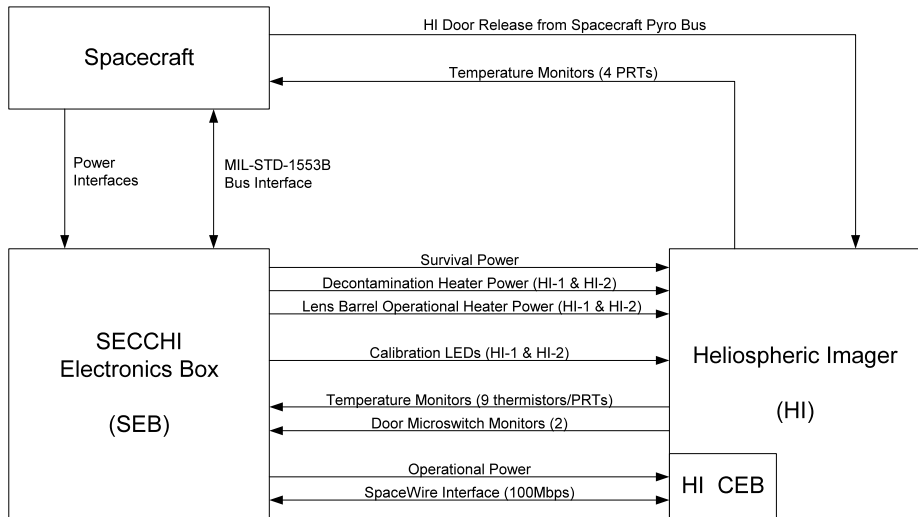 HI Door Release from Spacecraft Pyro Bus
Spacecraft
Temperature Monitors (4 PRTs)
Power
Interfaces
MIL-STD-1553B
Bus Interface
Survival Power
Decontamination Heater Power (HI-1 & HI-2)
Lens Barrel Operational Heater Power (HI-1 & HI-2)
SECCHI
Electronics Box
(SEB)
Calibration LEDs (HI-1 & HI-2)
Heliospheric Imager
(HI)
Temperature Monitors (9 thermistors/PRTs)
Door Microswitch Monitors (2)
Operational Power
SpaceWire Interface (100Mbps)
HI CEB